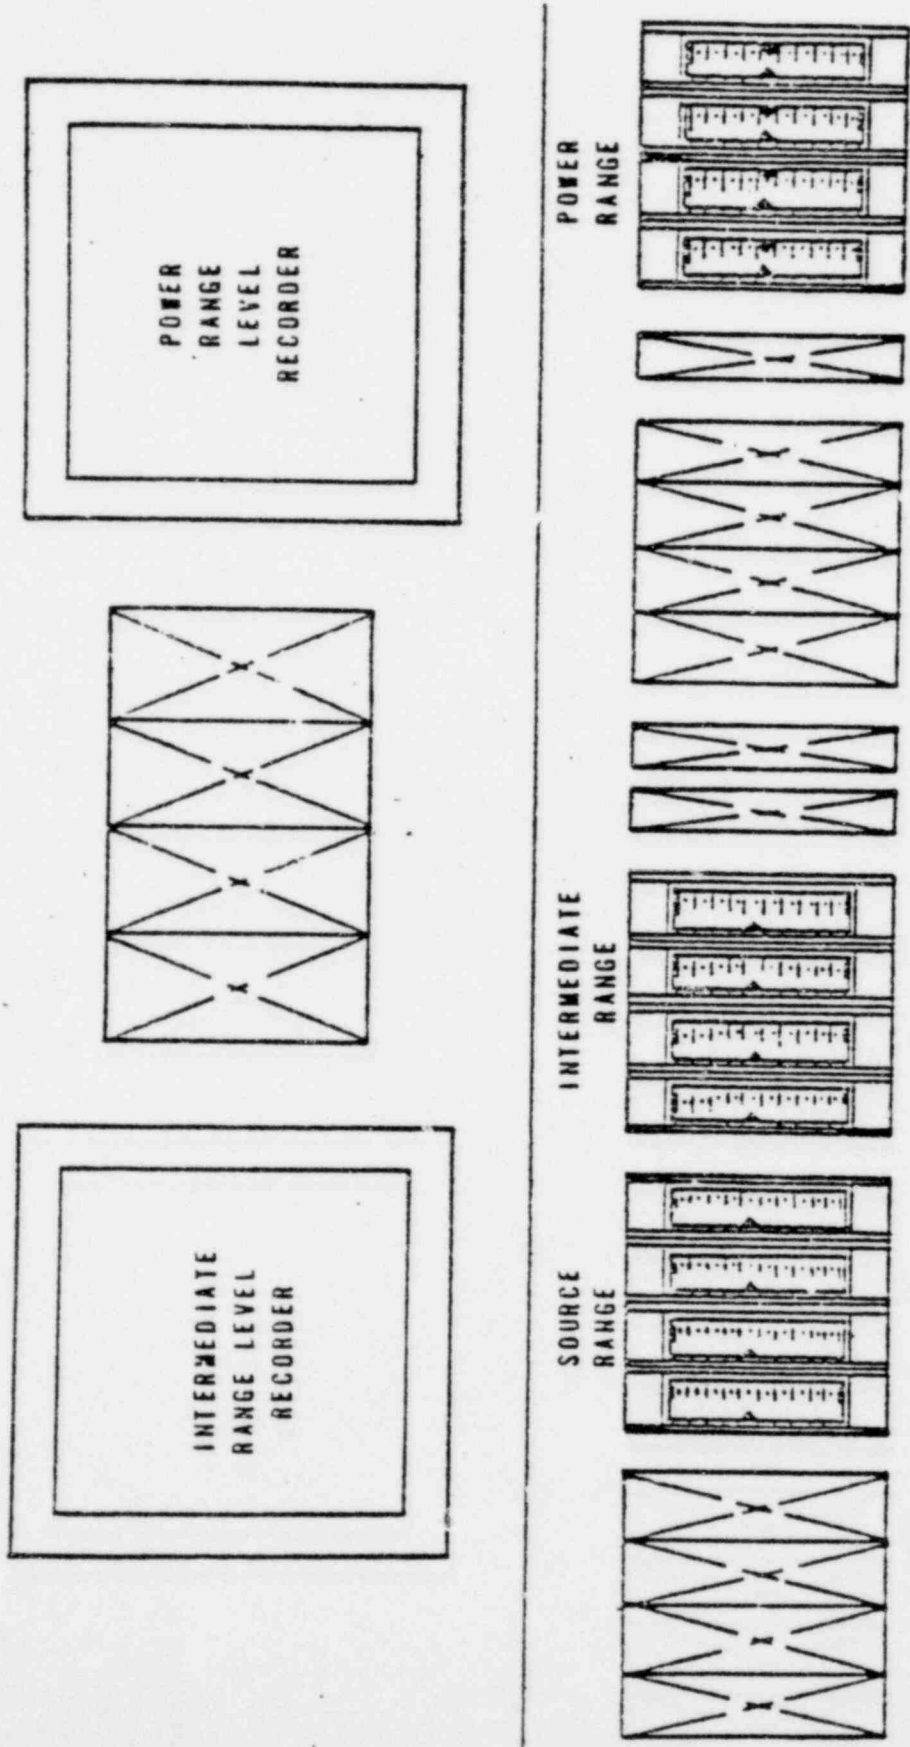 INTERMEDIATE
RANGE LEVEL
RECORDER
POWER
RANGE
LEVEL
RECORDER
SOURCE
RANGE
INTERMEDIATE
RANGE
POWER
RANGE